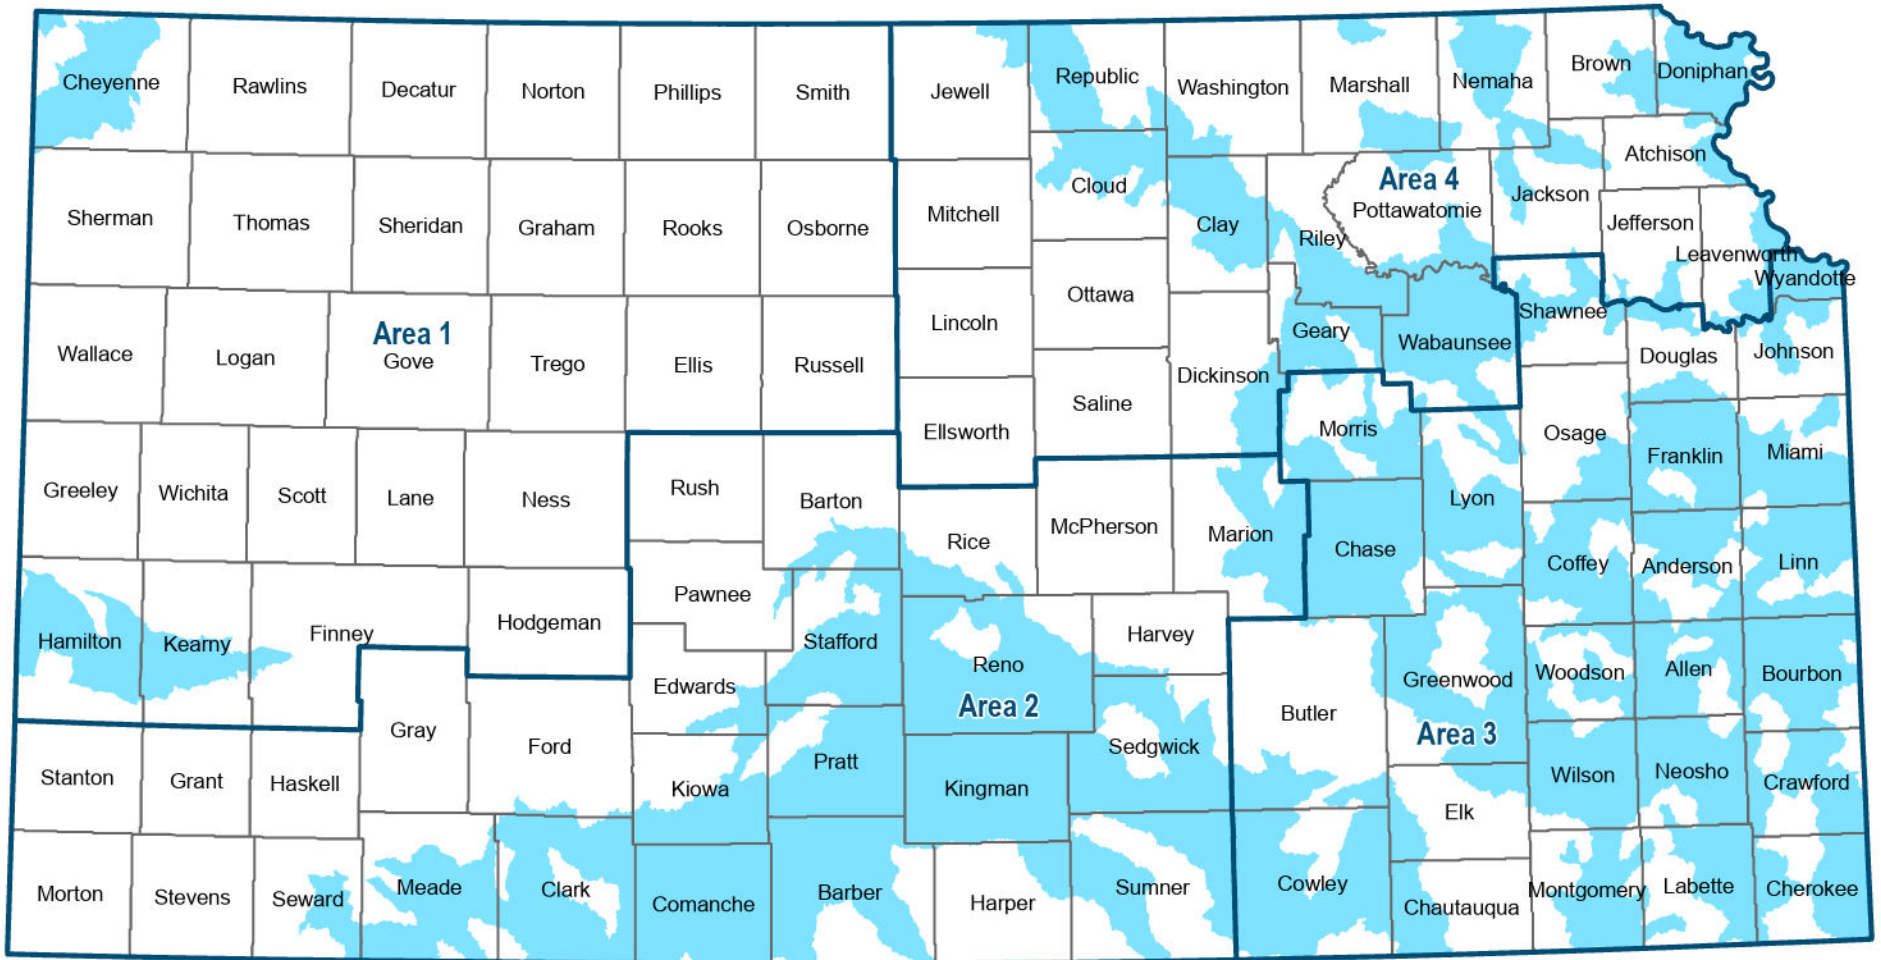 Cheyenne
Rawlins
Decatur
Norton
Phillips
Smith
Jewell
Republic
Washington
Marshall
Nemaha
Brown
Doniphan
Sherman
Thomas
Sheridan
Graham
Rooks
Osborne
Mitchell
Cloud
Clay
Riley
Area 4
Pottawatomie
Jackson
Atchison
Jefferson
Leavenworth
Wyandotte
Wallace
Logan
Area 1
Gove
Trego
Ellis
Russell
Lincoln
Ottawa
Dickinson
Geary
Wabaunsee
Shawnee
Douglas
Johnson
Ellsworth
Saline
Morris
Osage
Franklin
Miami
Greeley
Wichita
Scott
Lane
Ness
Rush
Barton
Rice
McPherson
Marion
Chase
Lyon
Coffey
Anderson
Linn
Hamilton
Kearny
Finney
Hodgeman
Pawnee
Stafford
Edwards
Reno
Area 2
Harvey
Sedgwick
Butler
Greenwood
Area 3
Woodson
Allen
Bourbon
Stanton
Grant
Haskell
Gray
Ford
Kiowa
Pratt
Kingman
Elk
Wilson
Neosho
Crawford
Morton
Stevens
Seward
Meade
Clark
Comanche
Barber
Harper
Sumner
Cowley
Chautauqua
Montgomery
Labette
Cherokee